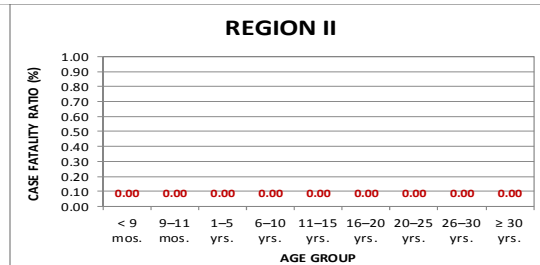 REGION II
CASE FATALITY RATIO (%)
1.00
0.90
0.80
0.70
0.60
0.50
0.40
0.30
0.20
0.10
0.00
0.00 0.00 0.00 0.00 0.00 0.00 0.00 0.00 0.00
< 9 9–11 1–5 6–10 11–15 16–20 20–25 26–30 ≥ 30
mos. mos. yrs. yrs. yrs. yrs. yrs. yrs. yrs.
AGE GROUP